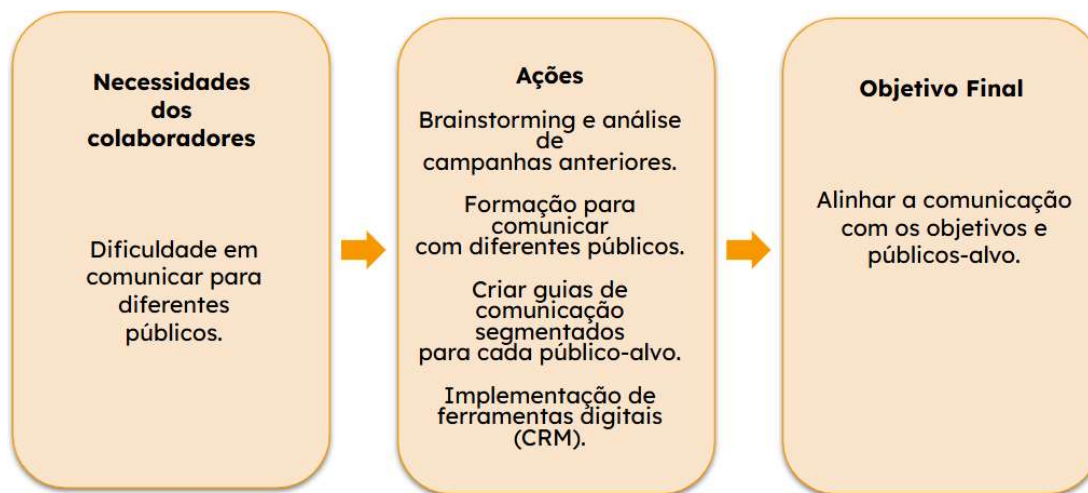 Necessidades
dos
colaboradores
Dificuldade em
comunicar para
diferentes
públicos.
Ações
Brainstorming e análise
de
campanhas anteriores.
Formação para
comunicar
com diferentes públicos.
Criar guias de
comunicação
segmentados
para cada público-alvo.
Implementação de
ferramentas digitais
(CRM).
Objetivo Final
Alinhar a comunicação
com os objetivos e
públicos-alvo.